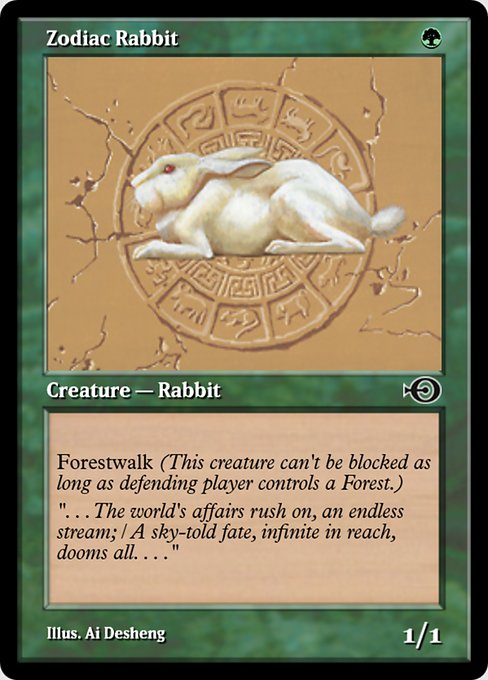 Zodiac Rabbit
Creature — Rabbit
Forestwalk (This creature can't be blocked as
long as defending player controls a Forest.)
". . . The world's affairs rush on, an endless
stream; / A sky-told fate, infinite in reach,
dooms all. . . ."
Illus. Ai Desheng
1/1